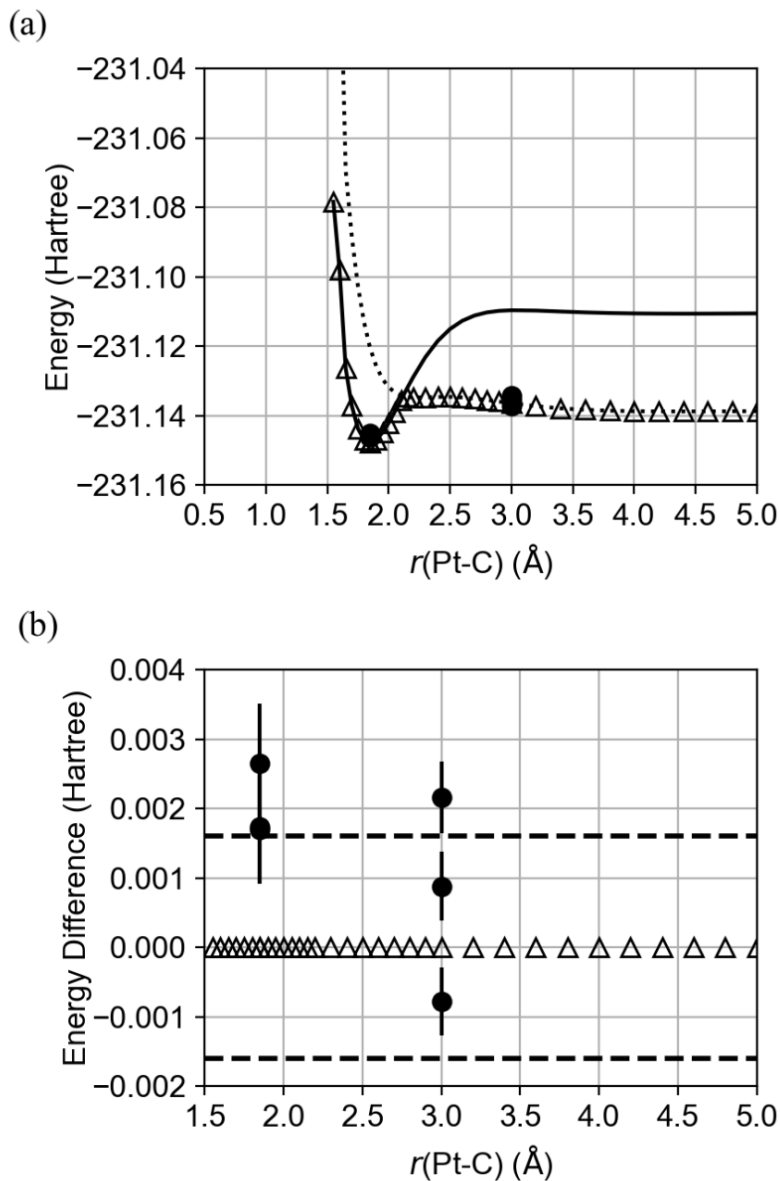 (a)
−231.04
−231.06
−231.08
−231.10
−231.12
−231.14
−231.16
Energy (Hartree)
0.5 1.0 1.5 2.0 2.5 3.0 3.5 4.0 4.5 5.0
r(Pt-C) (Å)
(b)
0.004
0.003
0.002
0.001
0.000
−0.001
−0.002
Energy Difference (Hartree)
1.5 2.0 2.5 3.0 3.5 4.0 4.5 5.0
r(Pt-C) (Å)